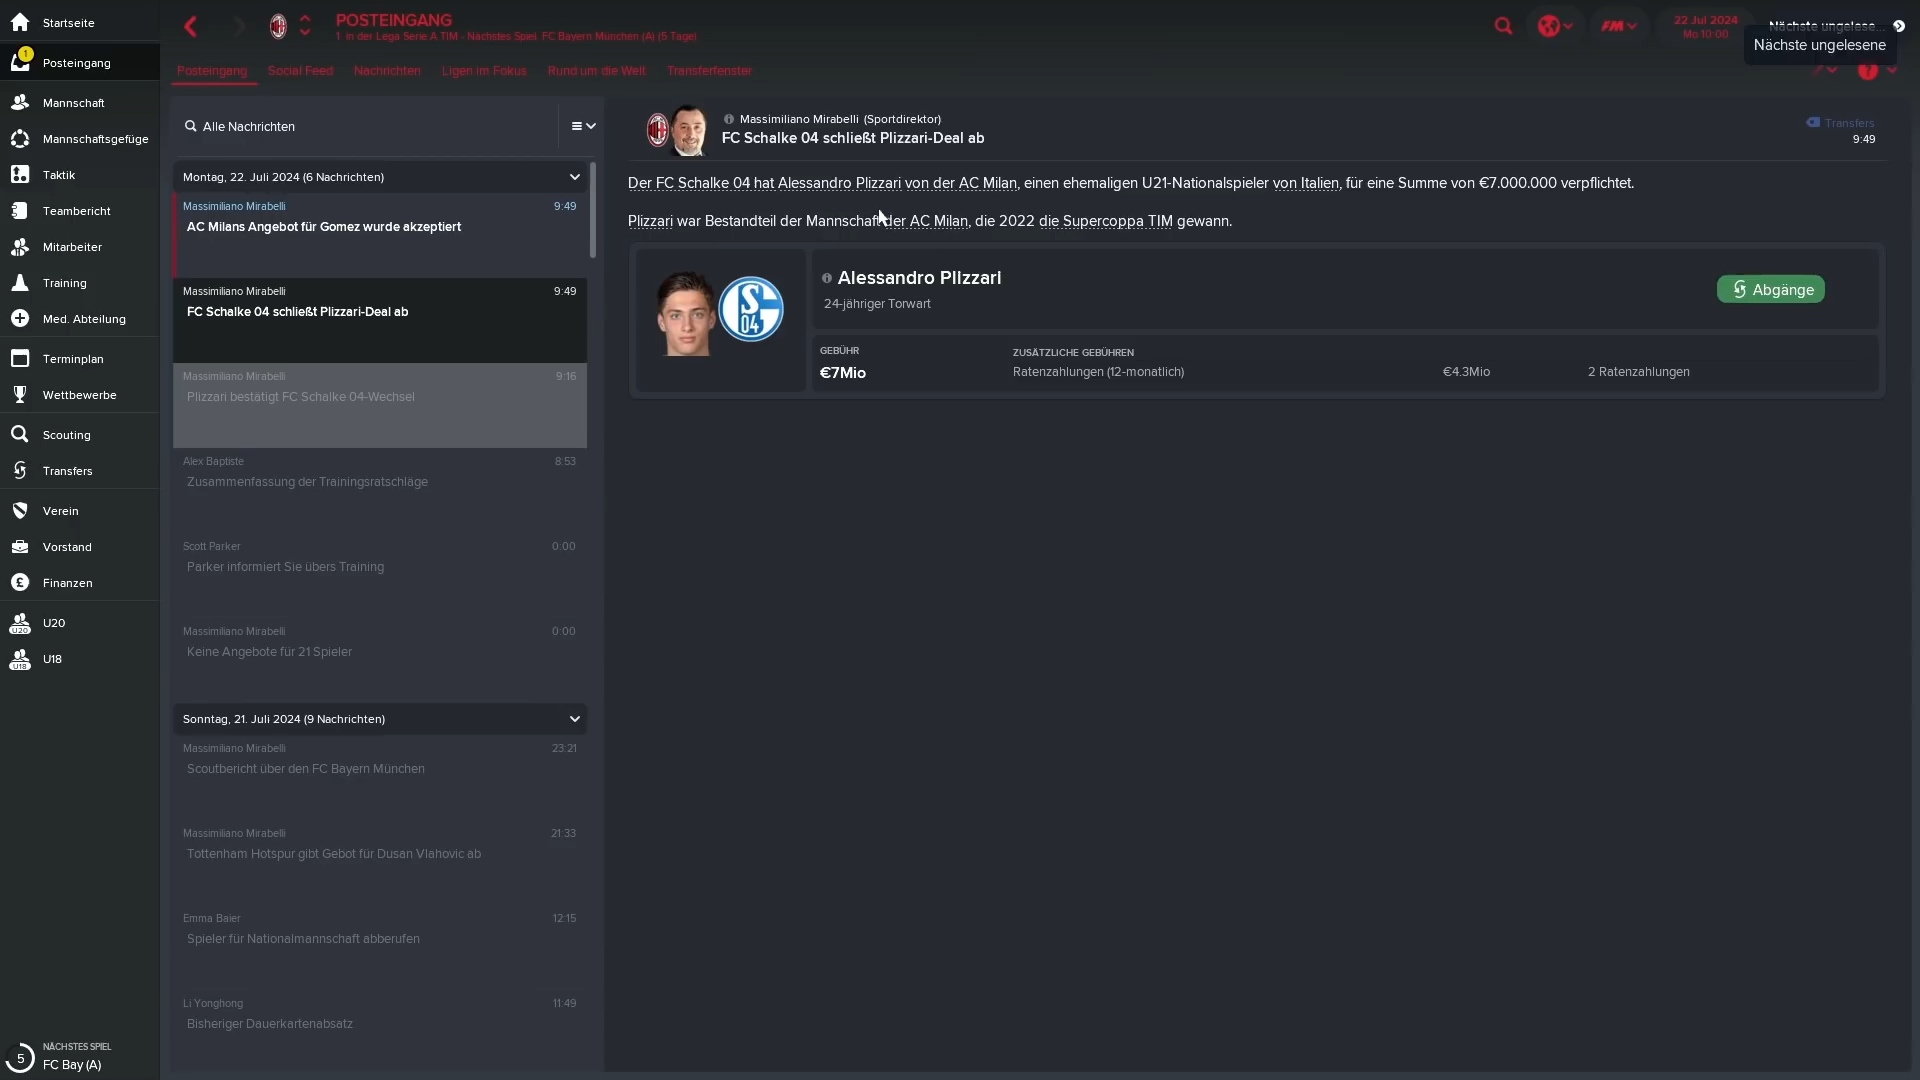 Startseite
1
Posteingang
Mannschaft
Mannschaftsgefüge
Taktik
Teambericht
Mitarbeiter
Training
Med. Abteilung
Terminplan
Wettbewerbe
Scouting
Transfers
Verein
Vorstand
Finanzen
U20
U20
U18
U18
5
NÄCHSTES SPIEL
FC Bay (A)
POSTEINGANG
1. in der Lega Serie A TIM - Nächstes Spiel: FC Bayern München (A) (5 Tage)
FM
22 Jul 2024
Mo 10:00
Nächste ungelese...
Nächste ungelesene
Posteingang
Social Feed
Nachrichten
Ligen im Fokus
Rund um die Welt
Transferfenster
Alle Nachrichten
Montag, 22. Juli 2024 (6 Nachrichten)
Massimiliano Mirabelli 9:49
AC Milans Angebot für Gomez wurde akzeptiert
Massimiliano Mirabelli 9:49
FC Schalke 04 schließt Plizzari-Deal ab
Massimiliano Mirabelli 9:16
Plizzari bestätigt FC Schalke 04-Wechsel
Alex Baptiste 8:53
Zusammenfassung der Trainingsratschläge
Scott Parker 0:00
Parker informiert Sie übers Training
Massimiliano Mirabelli 0:00
Keine Angebote für 21 Spieler
Sonntag, 21. Juli 2024 (9 Nachrichten)
Massimiliano Mirabelli 23:21
Scoutbericht über den FC Bayern München
Massimiliano Mirabelli 21:33
Tottenham Hotspur gibt Gebot für Dusan Vlahovic ab
Emma Baier 12:15
Spieler für Nationalmannschaft abberufen
Li Yonghong 11:49
Bisheriger Dauerkartenabsatz
Massimiliano Mirabelli (Sportdirektor)
FC Schalke 04 schließt Plizzari-Deal ab
Transfers
9:49
Der FC Schalke 04 hat Alessandro Plizzari von der AC Milan, einen ehemaligen U21-Nationalspieler von Italien, für eine Summe von €7.000.000 verpflichtet.
Plizzari war Bestandteil der Mannschaft der AC Milan, die 2022 die Supercoppa TIM gewann.
S 04
Alessandro Plizzari
24-jähriger Torwart
Abgänge
GEBÜHR
€7Mio
ZUSÄTZLICHE GEBÜHREN
Ratenzahlungen (12-monatlich) €4.3Mio 2 Ratenzahlungen